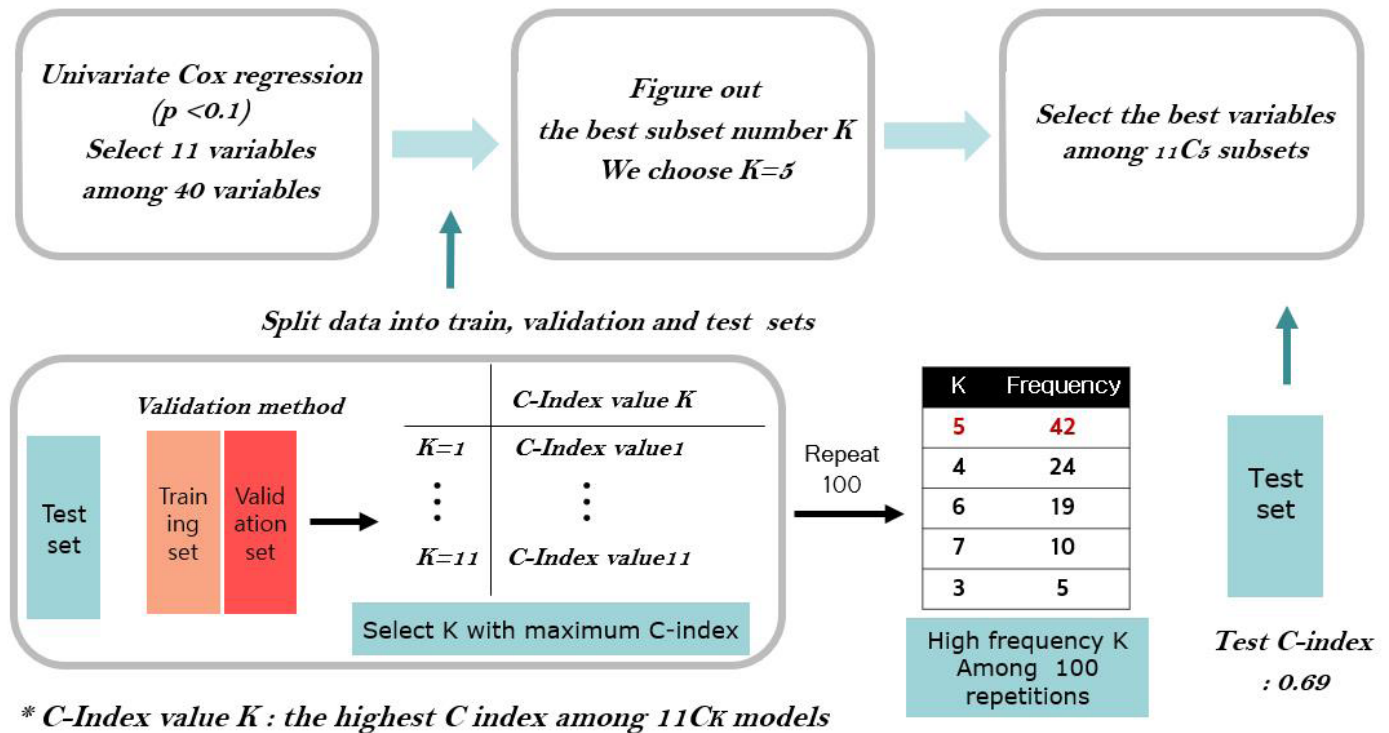 Univariate Cox regression
(p <0.1)
Select 11 variables
among 40 variables
Figure out
the best subset number K
We choose K=5
Select the best variables
among 11C5 subsets
Split data into train, validation and test sets
Test
set
Validation method
Train
ing
set
Valid
ation
set
C-Index value K
K=1 C-Index value1
⋮ ⋮
K=11 C-Index value11
Select K with maximum C-index
Repeat
100
K Frequency
5 42
4 24
6 19
7 10
3 5
High frequency K
Among 100
repetitions
Test
set
Test C-index
: 0.69
* C-Index value K : the highest C index among 11CK models